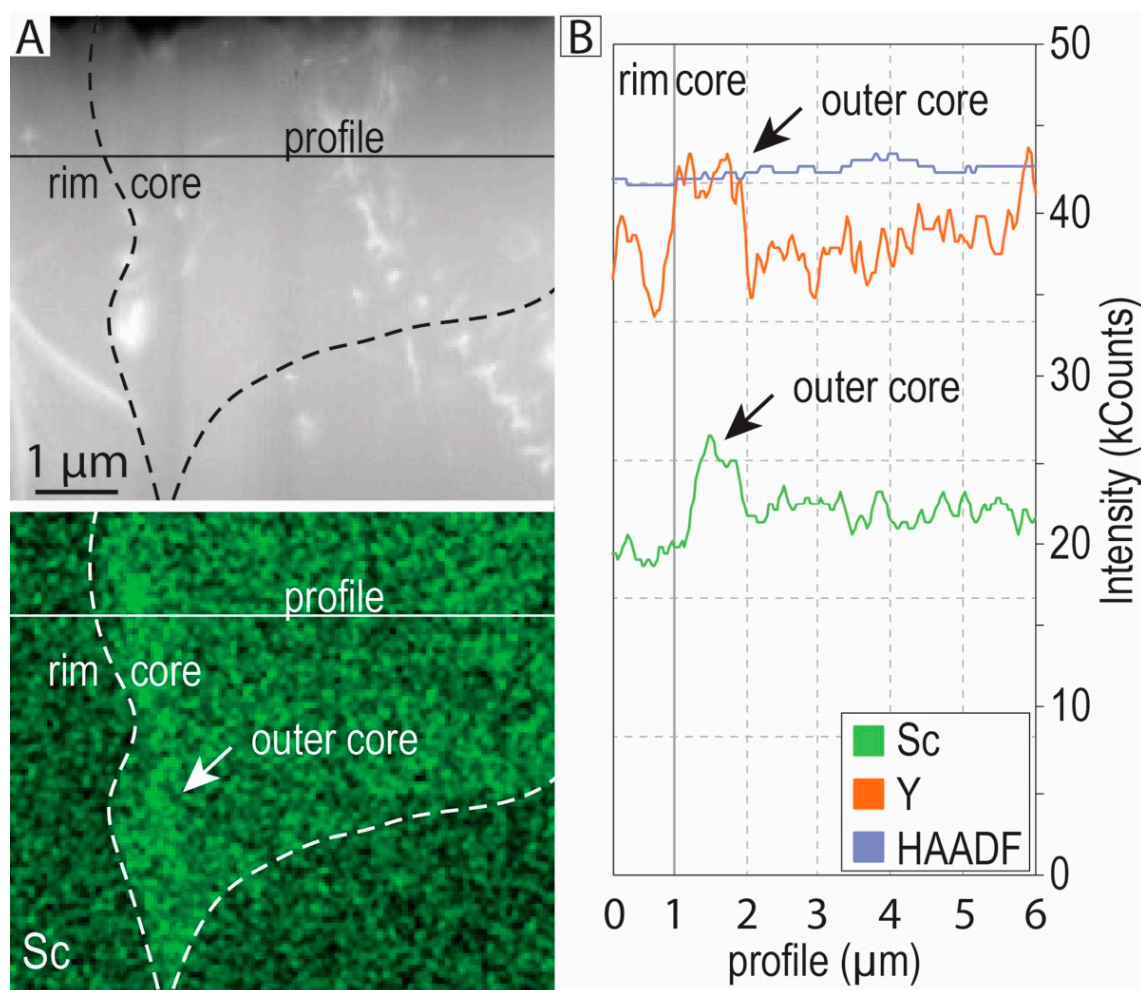 A
profile
rim core
1 µm
profile
rim core
outer core
Sc
B
rim core
outer core
outer core
50
40
30
20
10
0
Intensity (kCounts)
Sc
Y
HAADF
0 1 2 3 4 5 6
profile (µm)